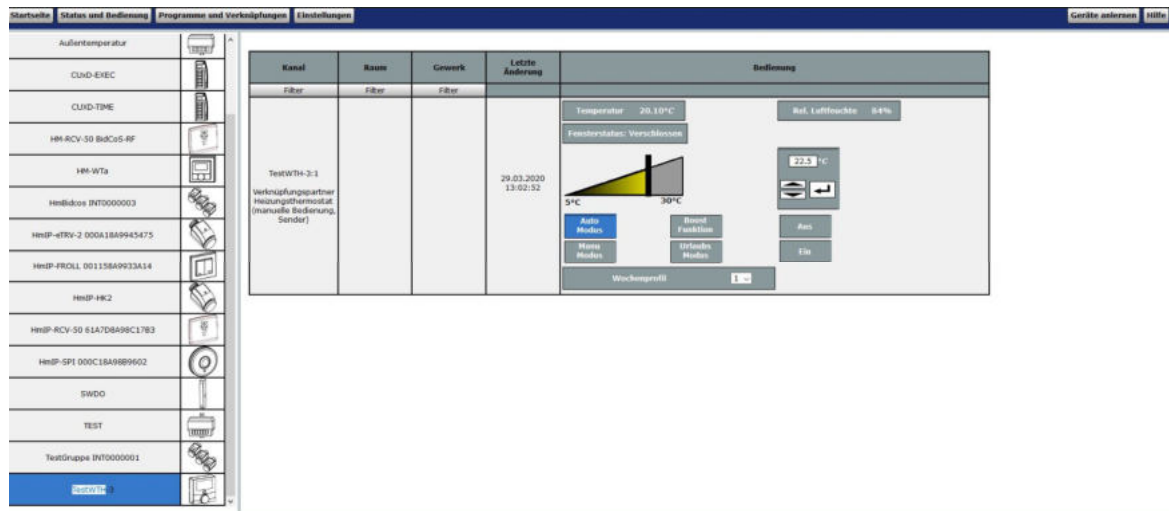 Startseite Status und Bedienung Programme und Verknüpfungen Einstellungen Geräte anlernen Hilfe
Außentemperatur
CUxD-EXEC
CUXD-TIME
HM-RCV-50 BidCoS-RF
HM-WTa
HmBidcos INT0000003
HmIP-eTRV-2 000A18A9945475
HmIP-FROLL 001158A9933A14
HmIP-HK2
HmIP-RCV-50 61A7D8A98C17B3
HmIP-SPI 000C18A98B9602
SWDO
TEST
TestGruppe INT0000001
TestWTH-3
Kanal Raum Gewerk Letzte Änderung Bedienung
Filter Filter Filter
TestWTH-3:1
Verknüpfungspartner
Heizungsthermostat
(manuelle Bedienung,
Sender)
29.03.2020
13:02:52
Temperatur 20.10°C Rel. Luftfeuchte 64%
Fensterstatus: Verschlossen
22.5 °C
5°C 30°C
Auto Modus Boost Funktion Aus
Manu Modus Urlaubs Modus Ein
Wochenprofil 1